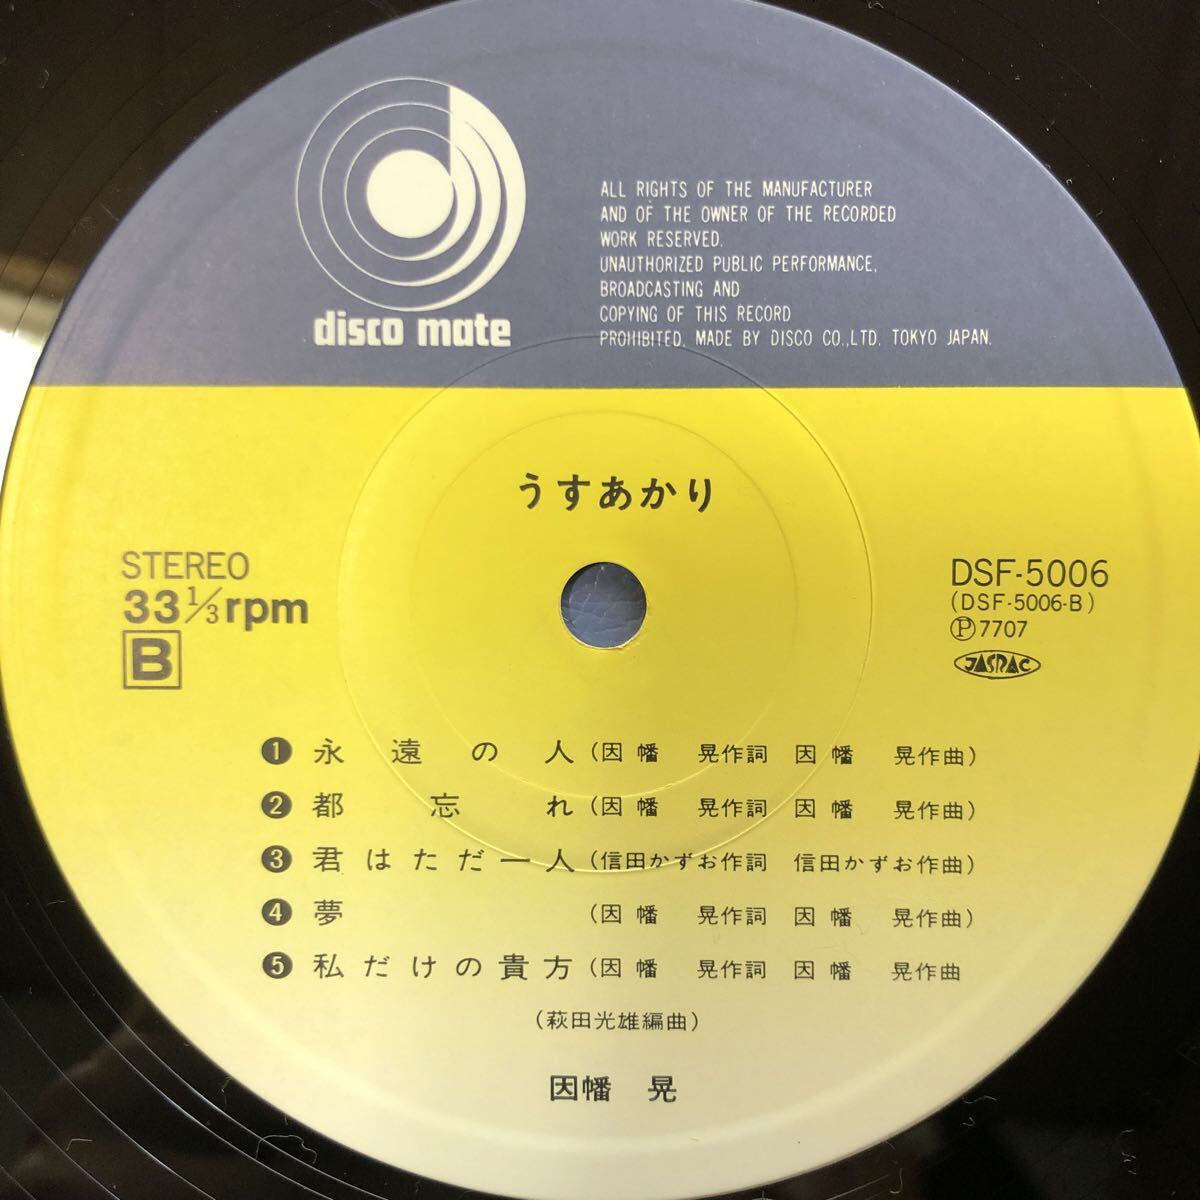 disco mate
ALL RIGHTS OF THE MANUFACTURER
AND OF THE OWNER OF THE RECORDED
WORK RESERVED.
UNAUTHORIZED PUBLIC PERFORMANCE,
BROADCASTING AND
COPYING OF THIS RECORD
PROHIBITED. MADE BY DISCO CO.,LTD. TOKYO JAPAN.
うすあかり
STEREO
33 1/3 rpm
B
DSF-5006
(DSF-5006-B)
Ⓟ7707
JASRAC
❶ 永遠の人 (因幡 晃作詞 因幡 晃作曲)
❷ 都忘れ (因幡 晃作詞 因幡 晃作曲)
❸ 君はただ一人 (信田かずお作詞 信田かずお作曲)
❹ 夢 (因幡 晃作詞 因幡 晃作曲)
❺ 私だけの貴方 (因幡 晃作詞 因幡 晃作曲
(萩田光雄編曲)
因幡 晃